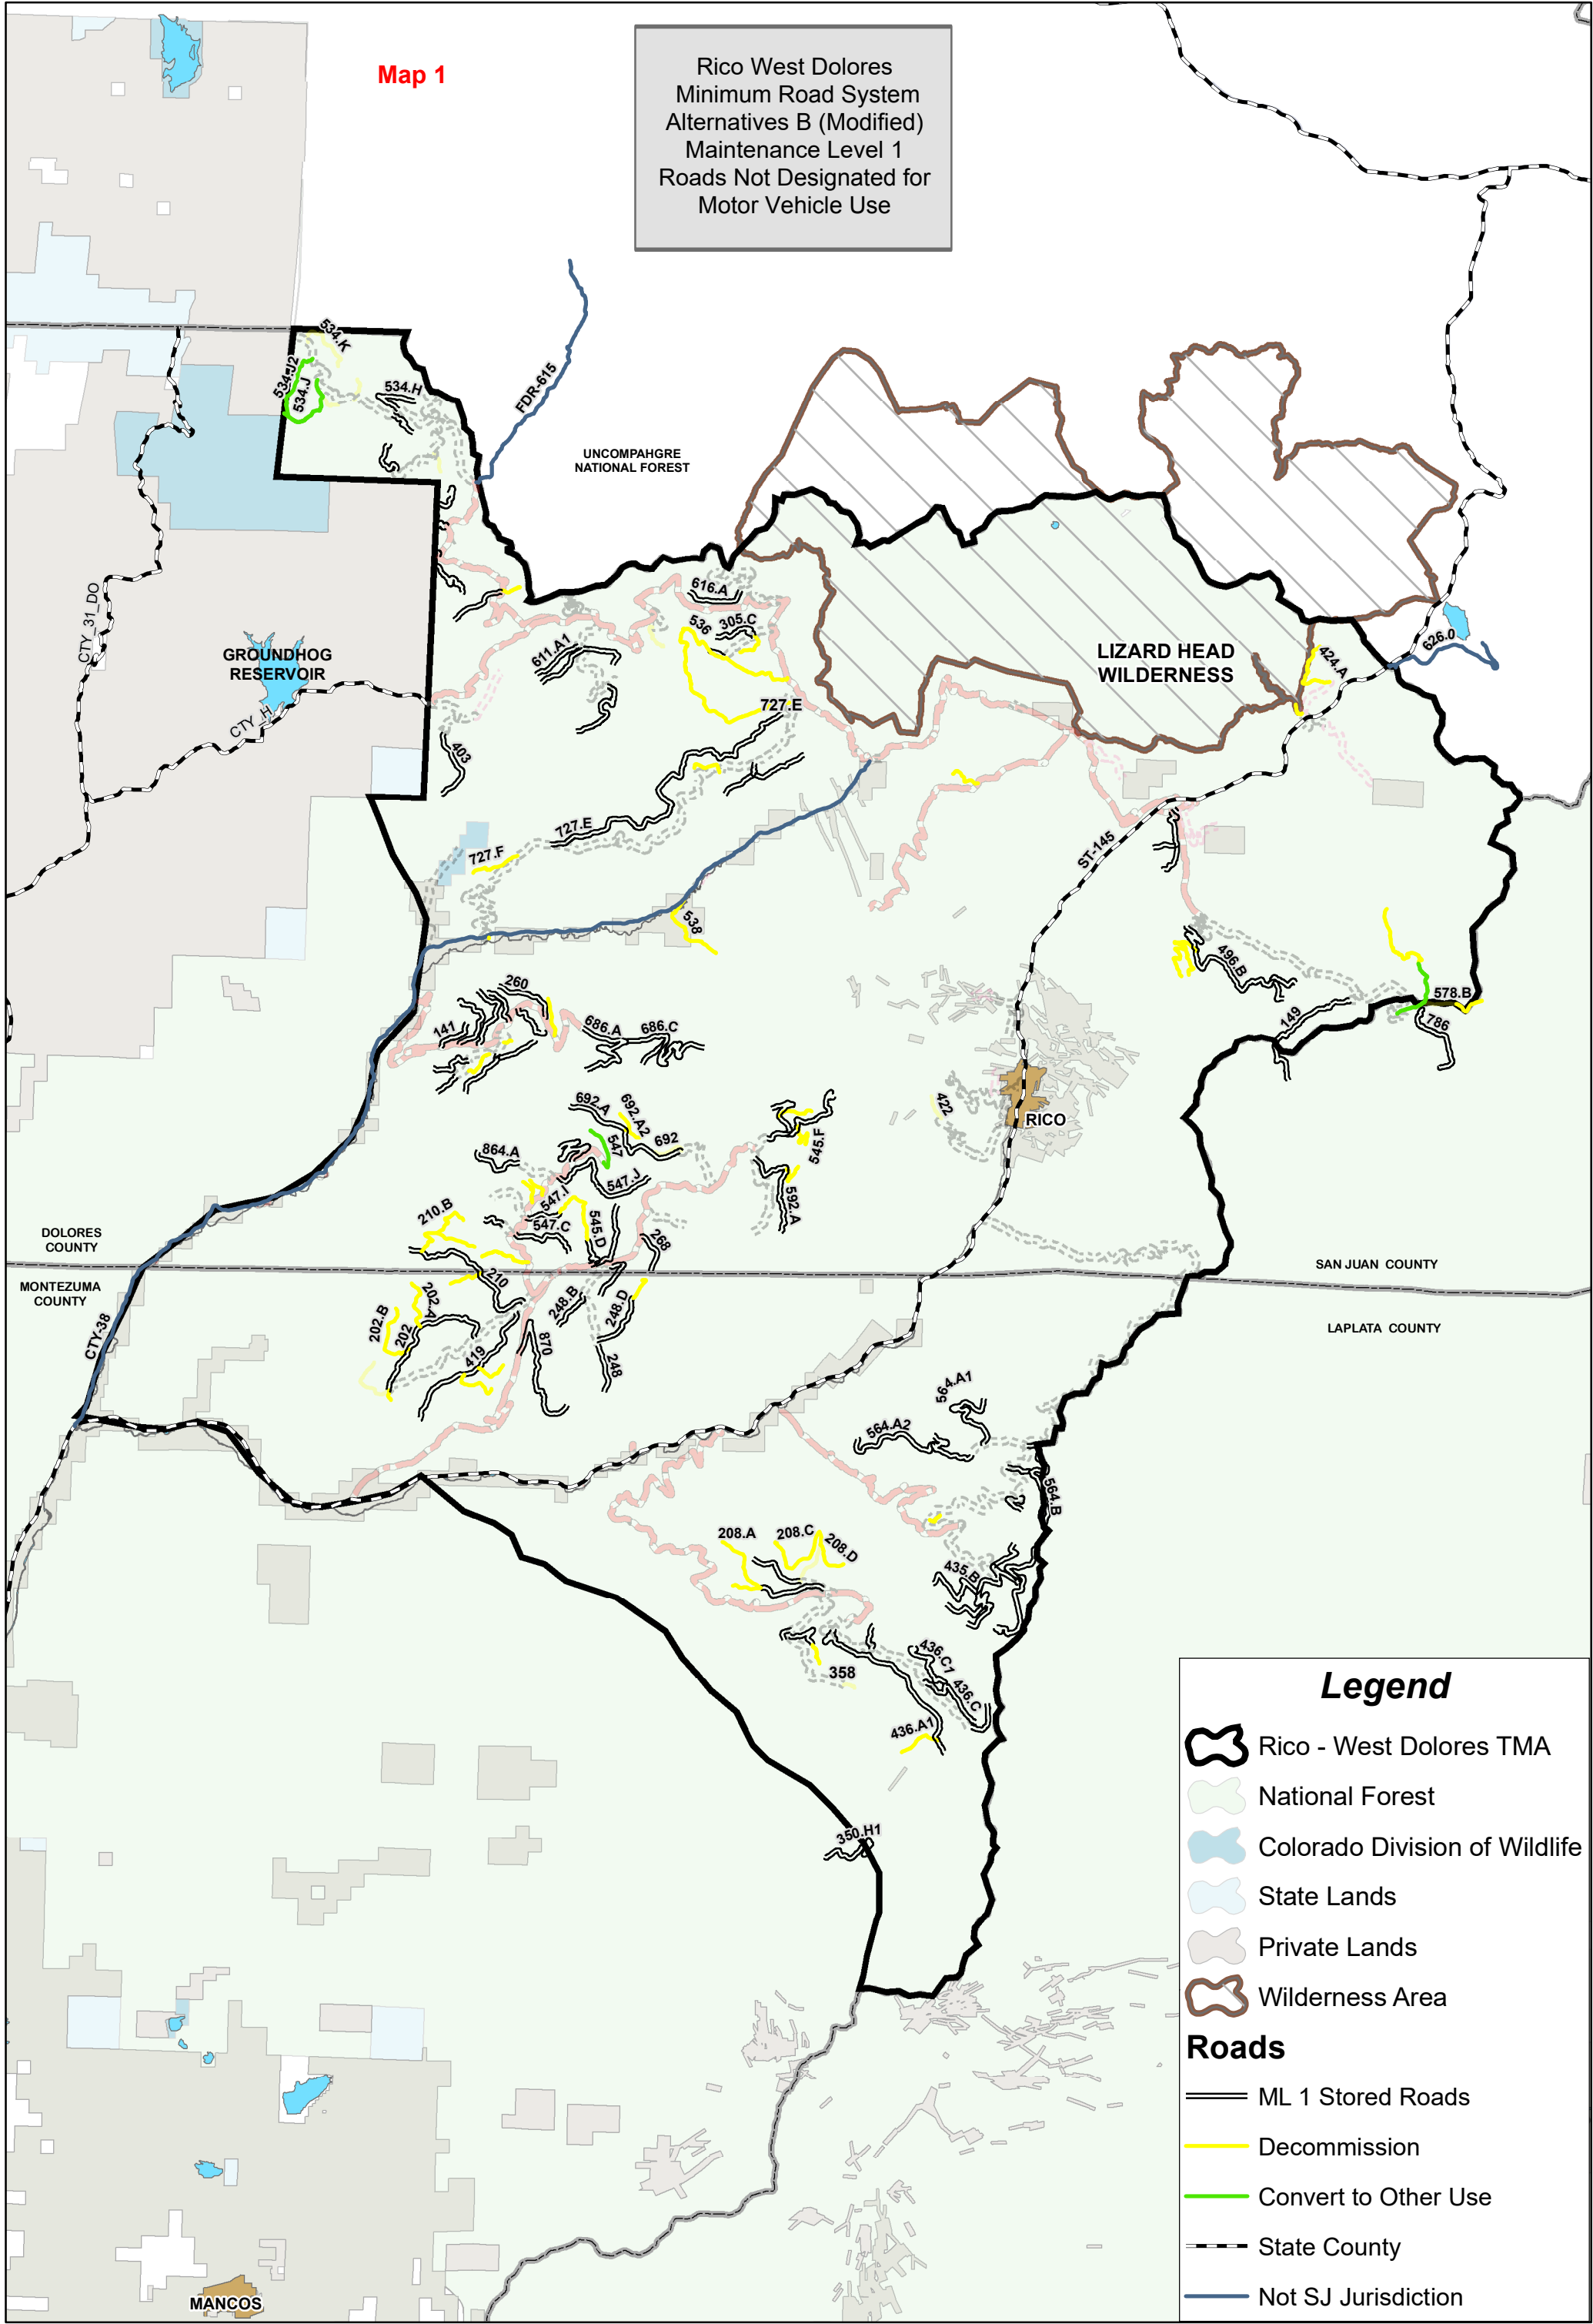 Map 1
Rico West Dolores
Minimum Road System
Alternatives B (Modified)
Maintenance Level 1
Roads Not Designated for
Motor Vehicle Use
534.K
534.J2
534.J
534.H
FDR-615
UNCOMPAHGRE
NATIONAL FOREST
CTY_31_DO
GROUNDHOG
RESERVOIR
CTY_H
616.A
305.C
536
611.A1
LIZARD HEAD
WILDERNESS
424.A
626.0
727.E
403
727.E
727.F
ST-145
538
496.B
578.B
786
149
260
141
686.A
686.C
RICO
422
692.A
692.A2
692
547
864.A
547.J
547.I
547.C
545.D
545.F
592.A
268
210.B
210
DOLORES
COUNTY
MONTEZUMA
COUNTY
SAN JUAN COUNTY
LAPLATA COUNTY
CTY-38
202.B
202.A
202
419
248.B
248.D
248
870
564.A1
564.A2
564.B
208.A
208.C
208.D
435.B
436.C1
436.C
358
436.A1
350.H1
MANCOS
Legend
Rico - West Dolores TMA
National Forest
Colorado Division of Wildlife
State Lands
Private Lands
Wilderness Area
Roads
ML 1 Stored Roads
Decommission
Convert to Other Use
State County
Not SJ Jurisdiction